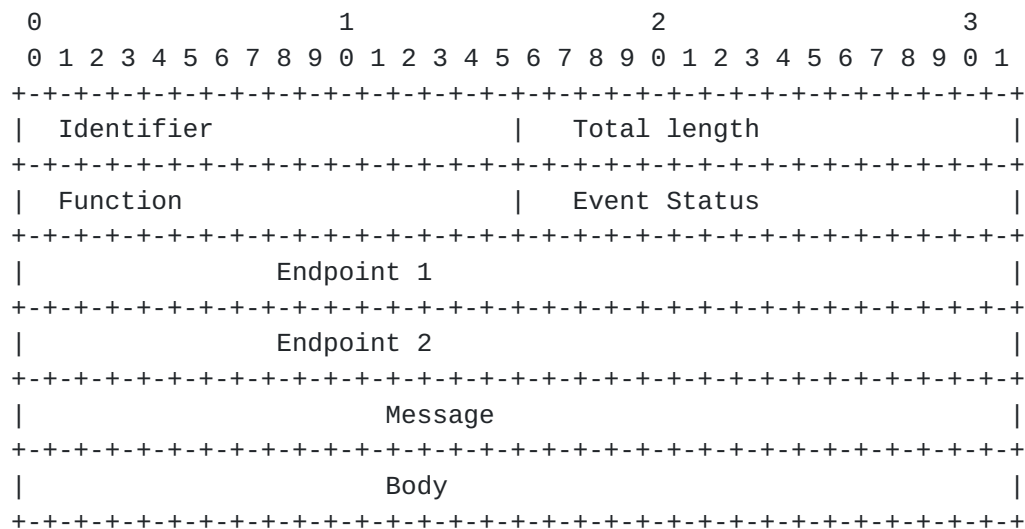 0                   1                   2                   3
 0 1 2 3 4 5 6 7 8 9 0 1 2 3 4 5 6 7 8 9 0 1 2 3 4 5 6 7 8 9 0 1
+-+-+-+-+-+-+-+-+-+-+-+-+-+-+-+-+-+-+-+-+-+-+-+-+-+-+-+-+-+-+-+-+
|  Identifier                   |   Total length                |
+-+-+-+-+-+-+-+-+-+-+-+-+-+-+-+-+-+-+-+-+-+-+-+-+-+-+-+-+-+-+-+-+
|  Function                     |   Event Status                |
+-+-+-+-+-+-+-+-+-+-+-+-+-+-+-+-+-+-+-+-+-+-+-+-+-+-+-+-+-+-+-+-+
|                Endpoint 1                                     |
+-+-+-+-+-+-+-+-+-+-+-+-+-+-+-+-+-+-+-+-+-+-+-+-+-+-+-+-+-+-+-+-+
|                Endpoint 2                                     |
+-+-+-+-+-+-+-+-+-+-+-+-+-+-+-+-+-+-+-+-+-+-+-+-+-+-+-+-+-+-+-+-+
|                       Message                                 |
+-+-+-+-+-+-+-+-+-+-+-+-+-+-+-+-+-+-+-+-+-+-+-+-+-+-+-+-+-+-+-+-+
|                       Body                                    |
+-+-+-+-+-+-+-+-+-+-+-+-+-+-+-+-+-+-+-+-+-+-+-+-+-+-+-+-+-+-+-+-+